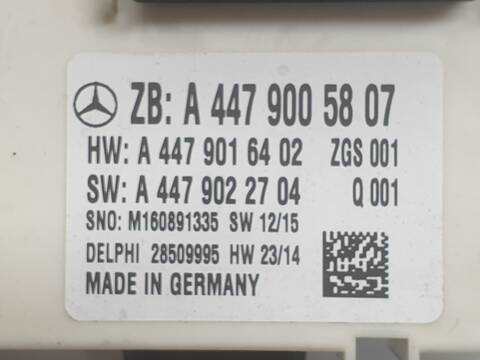 ZB: A 447 900 58 07
HW: A 447 901 64 02 ZGS 001
SW: A 447 902 27 04 Q 001
SNO: M160891335 SW 12/15
DELPHI 28509995 HW 23/14
MADE IN GERMANY